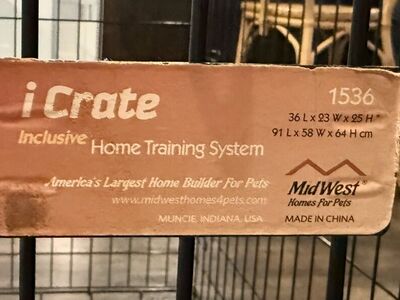 i Crate
1536
Inclusive Home Training System
36 L x 23 W x 25 H "
91 L x 58 W x 64 H cm
America's Largest Home Builder For Pets
www.midwesthomes4pets.com
MUNCIE, INDIANA, USA
MidWest®
Homes For Pets
MADE IN CHINA